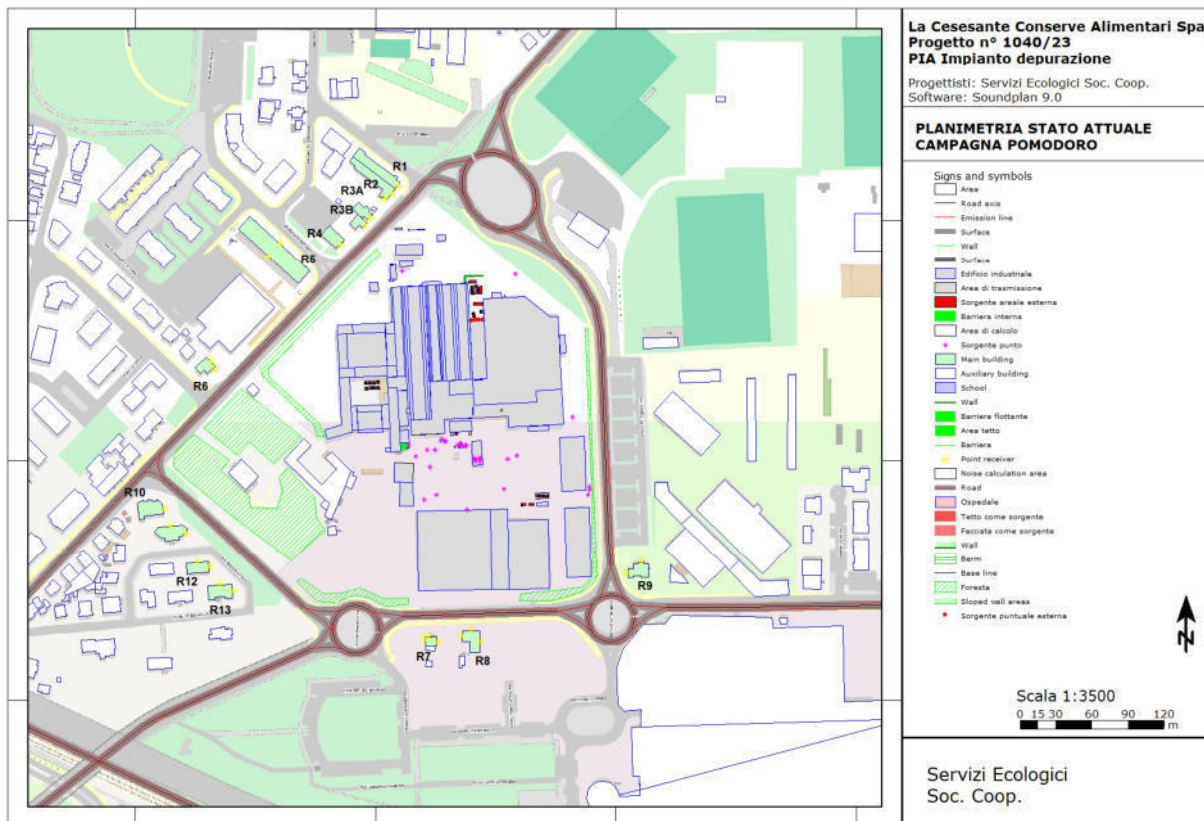 La Cesesante Conserve Alimentari Spa
Progetto n° 1040/23
PIA Impianto depurazione
Progettisti: Servizi Ecologici Soc. Coop.
Software: Soundplan 9.0
PLANIMETRIA STATO ATTUALE
CAMPAGNA POMODORO
Signs and symbols
Area
Road axis
Emission line
Surface
Wall
Surface
Edificio industriale
Area di trasmissione
Sorgente areale esterna
Barriera interna
Area di calcolo
Sorgente punto
Main building
Auxiliary building
School
Wall
Barriera flottante
Area tetto
Barriera
Point receiver
Noise calculation area
Road
Ospedale
Tetto come sorgente
Facciata come sorgente
Wall
Berm
Base line
Foresta
Sloped wall areas
Sorgente puntuale esterna
N
Scala 1:3500
0 15 30 60 90 120
m
Servizi Ecologici
Soc. Coop.
R1
R2
R3A
R3B
R4
R5
R6
R10
R12
R13
R9
R7
R8